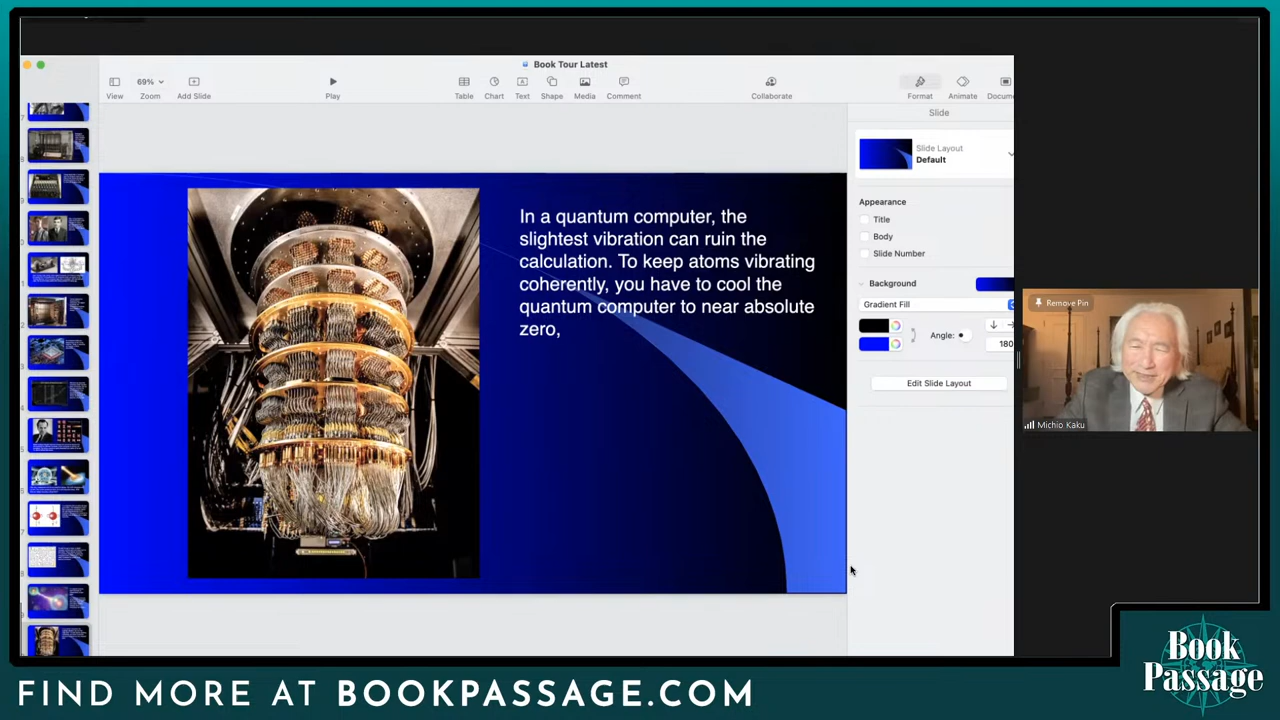 Book Tour Latest
View
69%
Zoom
Add Slide
Play
Table
Chart
Text
Shape
Media
Comment
Collaborate
Format
Animate
Docum
Slide
Slide Layout
Default
Appearance
Title
Body
Slide Number
Background
Gradient Fill
Angle:
180
Edit Slide Layout
In a quantum computer, the
slightest vibration can ruin the
calculation. To keep atoms vibrating
coherently, you have to cool the
quantum computer to near absolute
zero,
Remove Pin
Michio Kaku
FIND MORE AT BOOKPASSAGE.COM
Book
Passage